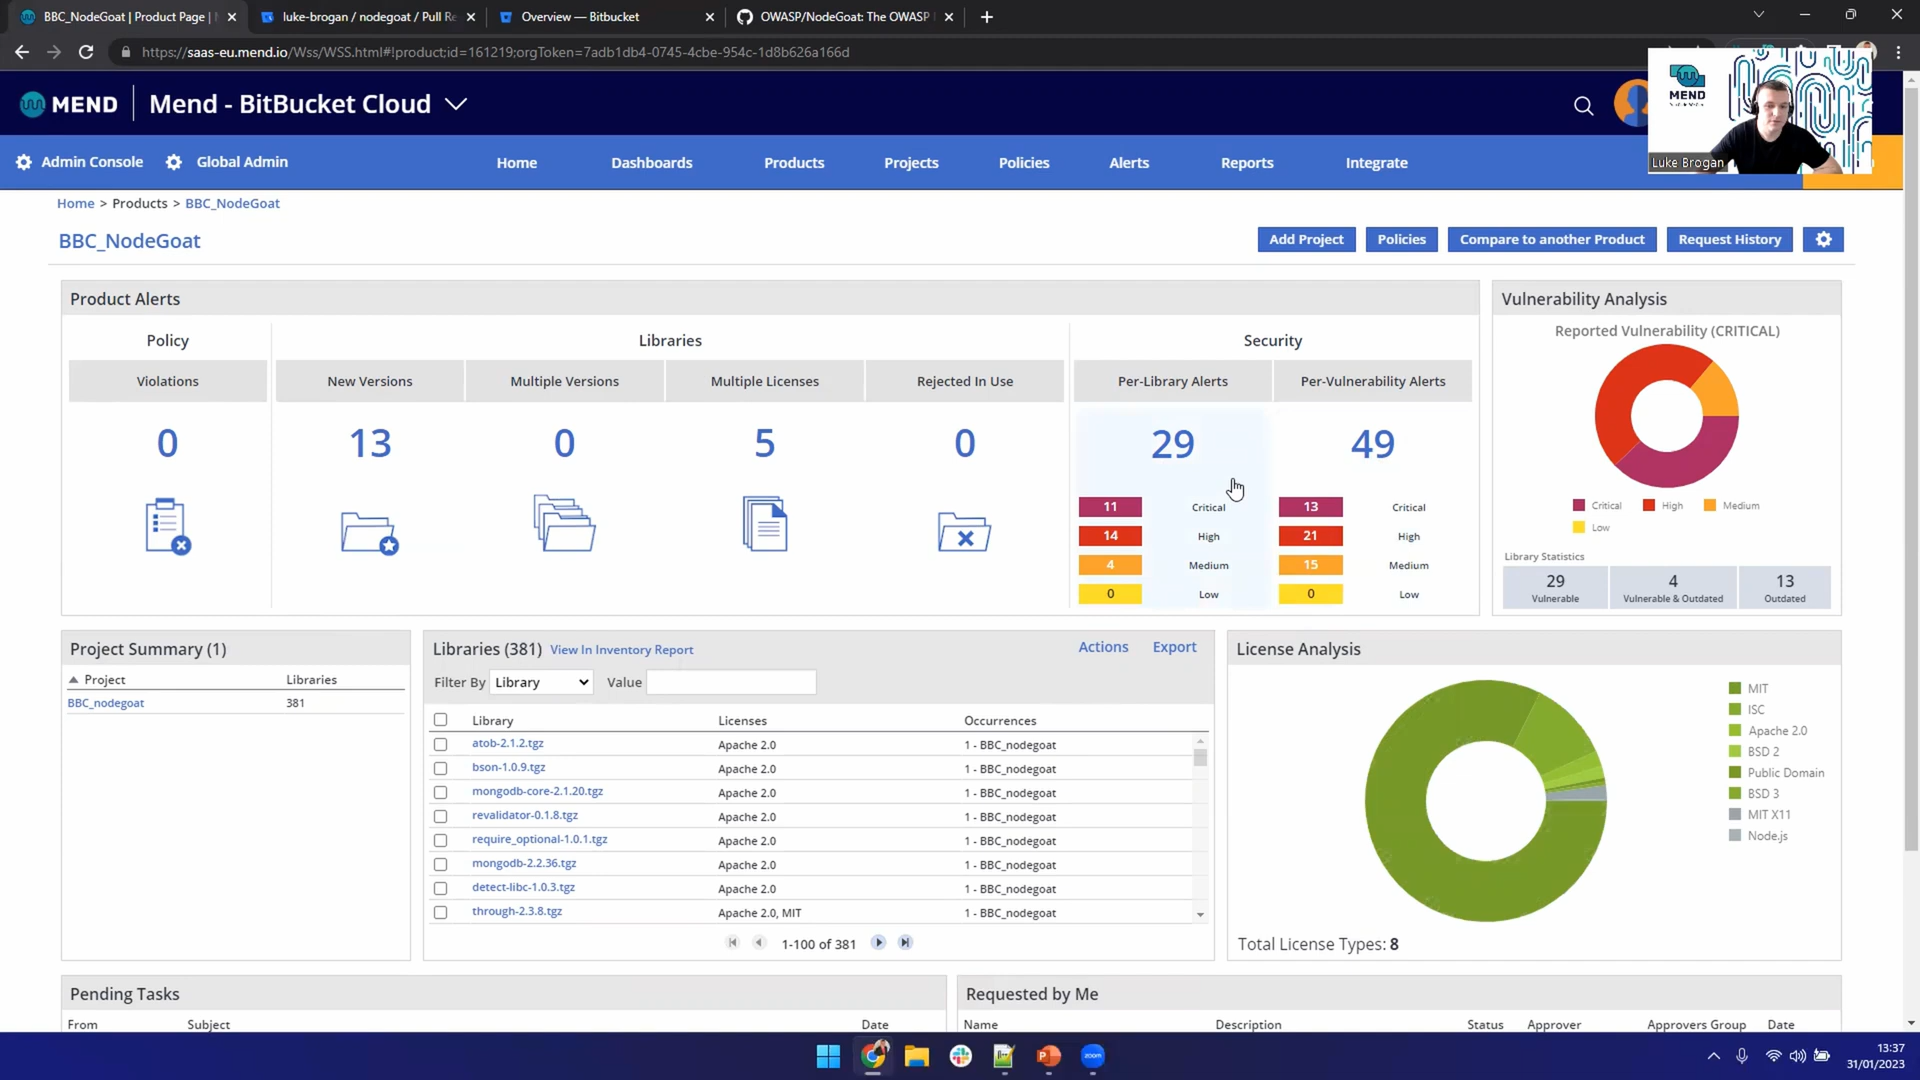 BBC_NodeGoat | Product Page |
luke-brogan / nodegoat / Pull Re
Overview — Bitbucket
OWASP/NodeGoat: The OWASP
https://saas-eu.mend.io/Wss/WSS.html#!product;id=161219;orgToken=7adb1db4-0745-4cbe-954c-1d8b626a166d
MEND
Mend - BitBucket Cloud
MEND
Luke Brogan
Admin Console
Global Admin
Home
Dashboards
Products
Projects
Policies
Alerts
Reports
Integrate
Home > Products > BBC_NodeGoat
BBC_NodeGoat
Add Project
Policies
Compare to another Product
Request History
Product Alerts
Policy
Libraries
Security
Violations
New Versions
Multiple Versions
Multiple Licenses
Rejected In Use
Per-Library Alerts
Per-Vulnerability Alerts
0
13
0
5
0
29
49
11 Critical 13 Critical
14 High 21 High
4 Medium 15 Medium
0 Low 0 Low
Vulnerability Analysis
Reported Vulnerability (CRITICAL)
Critical High Medium
Low
Library Statistics
29 4 13
Vulnerable Vulnerable & Outdated Outdated
Project Summary (1)
Project Libraries
BBC_nodegoat 381
Libraries (381) View In Inventory Report Actions Export
Filter By Library Value
Library Licenses Occurrences
atob-2.1.2.tgz Apache 2.0 1 - BBC_nodegoat
bson-1.0.9.tgz Apache 2.0 1 - BBC_nodegoat
mongodb-core-2.1.20.tgz Apache 2.0 1 - BBC_nodegoat
revalidator-0.1.8.tgz Apache 2.0 1 - BBC_nodegoat
require_optional-1.0.1.tgz Apache 2.0 1 - BBC_nodegoat
mongodb-2.2.36.tgz Apache 2.0 1 - BBC_nodegoat
detect-libc-1.0.3.tgz Apache 2.0 1 - BBC_nodegoat
through-2.3.8.tgz Apache 2.0, MIT 1 - BBC_nodegoat
1-100 of 381
License Analysis
MIT
ISC
Apache 2.0
BSD 2
Public Domain
BSD 3
MIT X11
Node.js
Total License Types: 8
Pending Tasks
From Subject Date
Requested by Me
Name Description Status Approver Approvers Group Date
zoom
13:37
31/01/2023